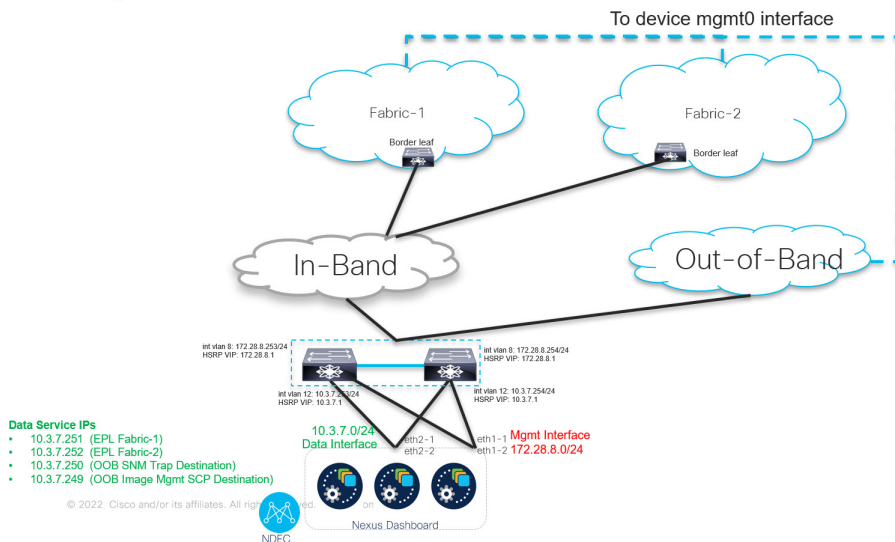 To device mgmt0 interface
Fabric-1
Fabric-2
Border leaf
Border leaf
In-Band
Out-of-Band
int vlan 8: 172.28.8.253/24
HSRP VIP: 172.28.8.1
int vlan 8: 172.28.8.254/24
HSRP VIP: 172.28.8.1
int vlan 12: 10.3.7.253/24
HSRP VIP: 10.3.7.1
int vlan 12: 10.3.7.254/24
HSRP VIP: 10.3.7.1
10.3.7.0/24
Data Interface
eth2-1
eth2-2
eth1-1
eth1-2
Mgmt Interface
172.28.8.0/24
Data Service IPs
• 10.3.7.251 (EPL Fabric-1)
• 10.3.7.252 (EPL Fabric-2)
• 10.3.7.250 (OOB SNM Trap Destination)
• 10.3.7.249 (OOB Image Mgmt SCP Destination)
© 2022 Cisco and/or its affiliates. All
Nexus Dashboard
NDFC